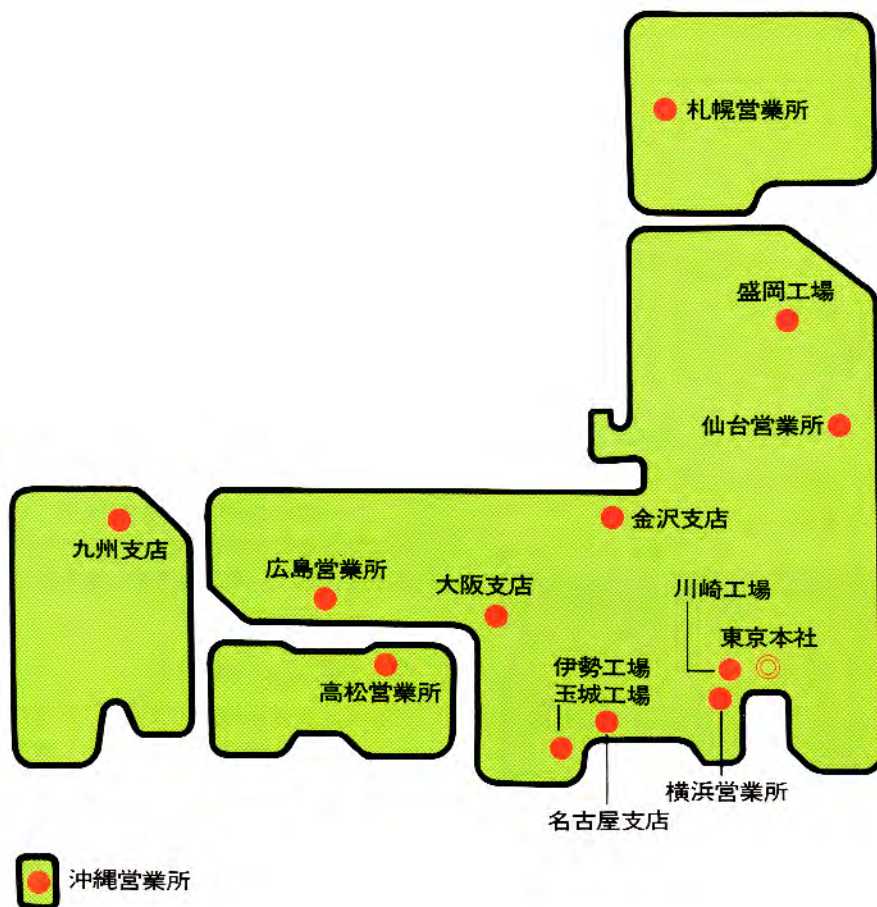 札幌営業所
盛岡工場
仙台営業所
金沢支店
九州支店
広島営業所
大阪支店
川崎工場
東京本社
伊勢工場
玉城工場
高松営業所
横浜営業所
名古屋支店
沖縄営業所